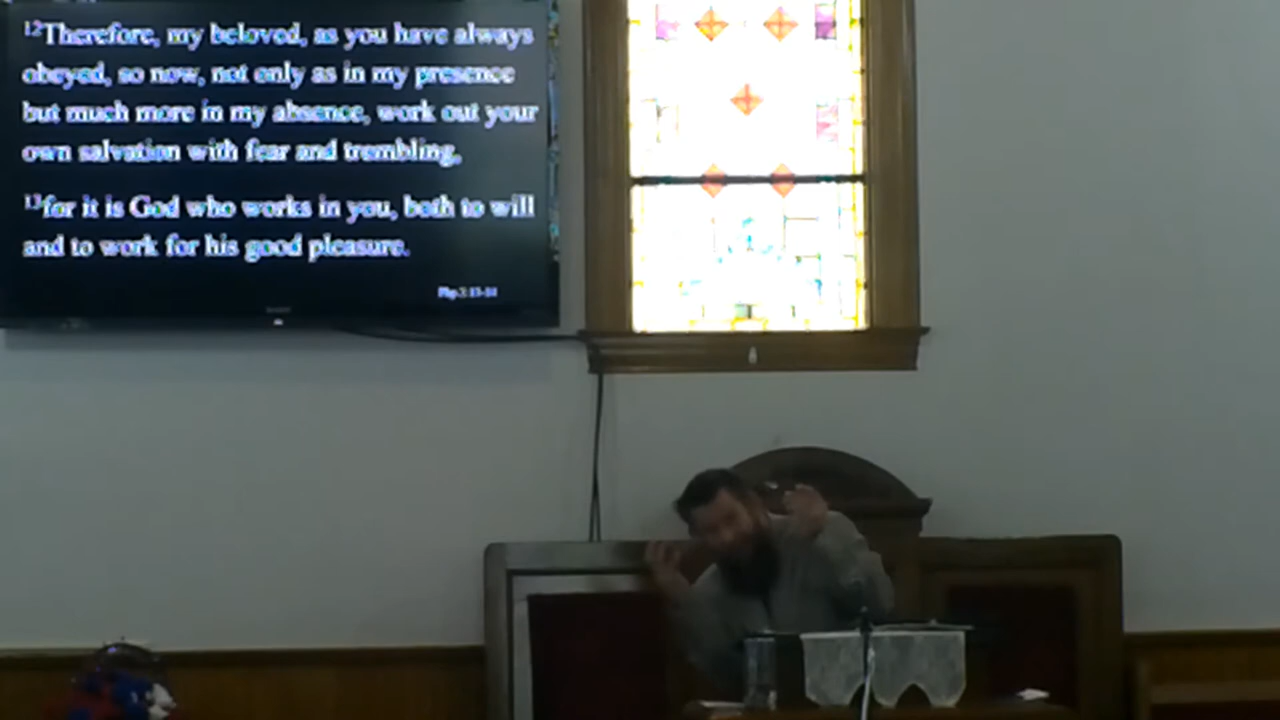 ¹²Therefore, my beloved, as you have always
obeyed, so now, not only as in my presence
but much more in my absence, work out your
own salvation with fear and trembling,
¹³for it is God who works in you, both to will
and to work for his good pleasure.